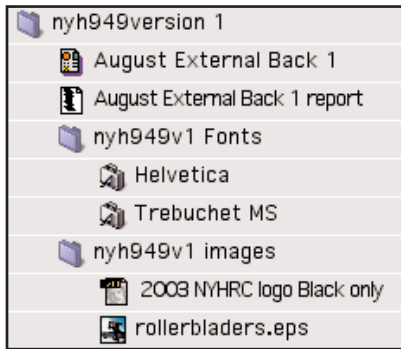 nyh949version 1
August External Back 1
August External Back 1 report
nyh949v1 Fonts
Helvetica
Trebuchet MS
nyh949v1 images
2003 NYHRC logo Black only
rollerbladers.eps